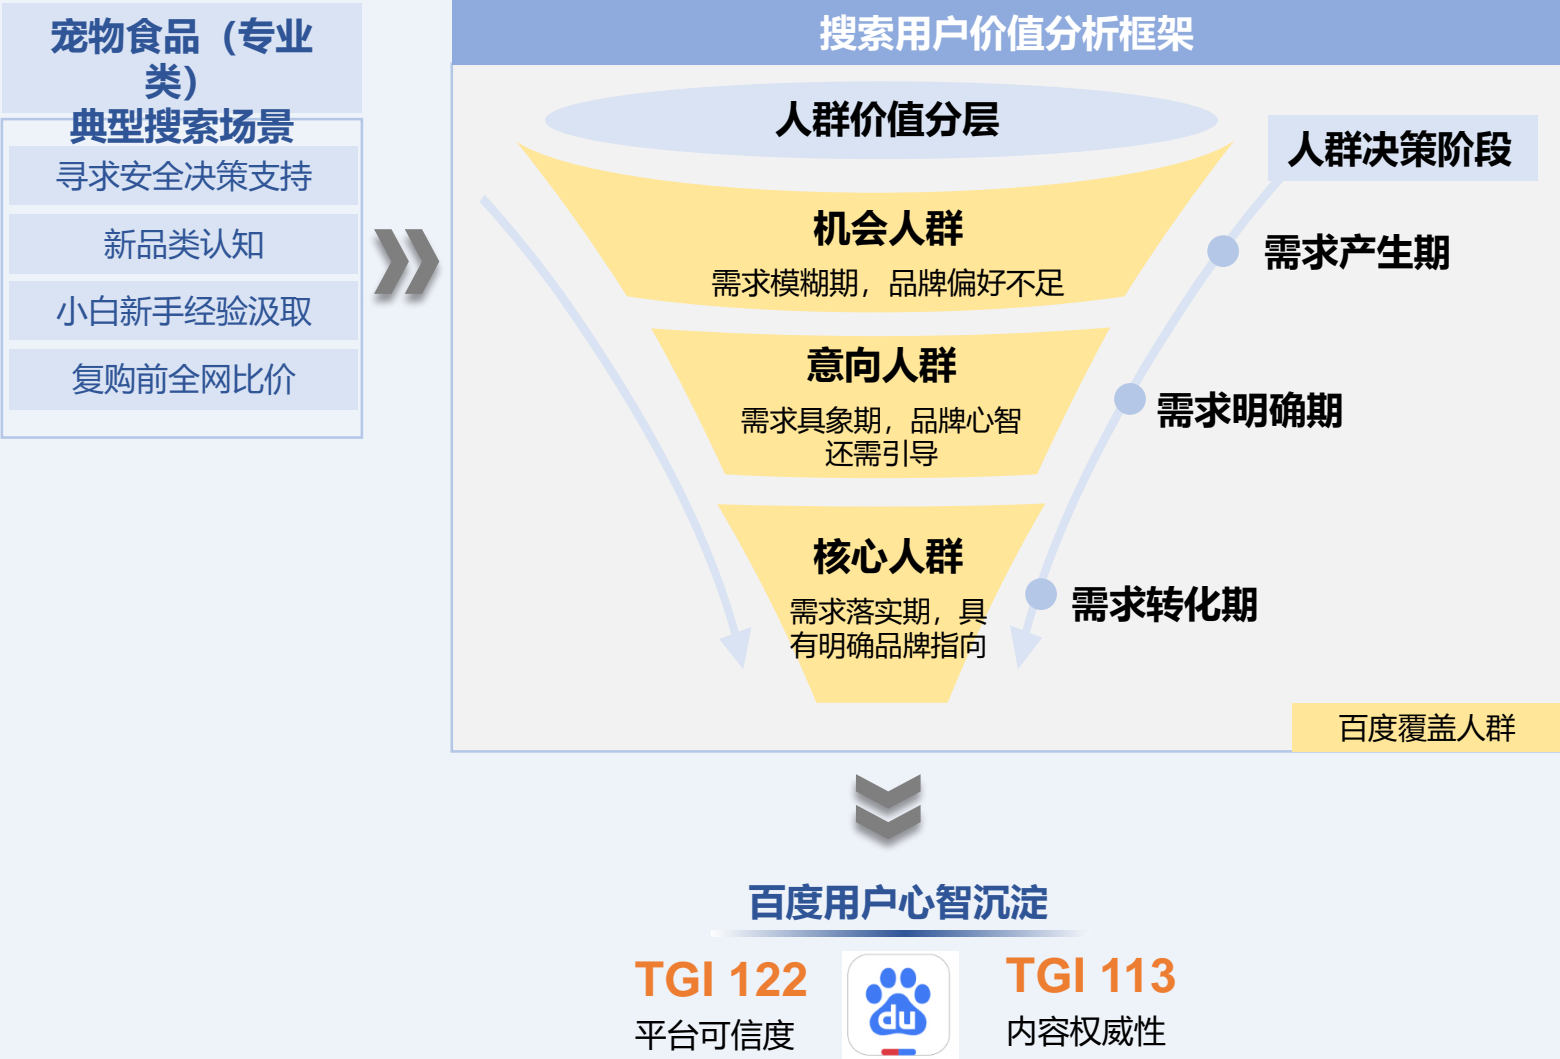 宠物食品（专业
类）
典型搜索场景
寻求安全决策支持
新品类认知
小白新手经验汲取
复购前全网比价
搜索用户价值分析框架
人群价值分层
人群决策阶段
机会人群
需求模糊期，品牌偏好不足
需求产生期
意向人群
需求具象期，品牌心智
还需引导
需求明确期
核心人群
需求落实期，具
有明确品牌指向
需求转化期
百度覆盖人群
百度用户心智沉淀
TGI 122
平台可信度
du
TGI 113
内容权威性